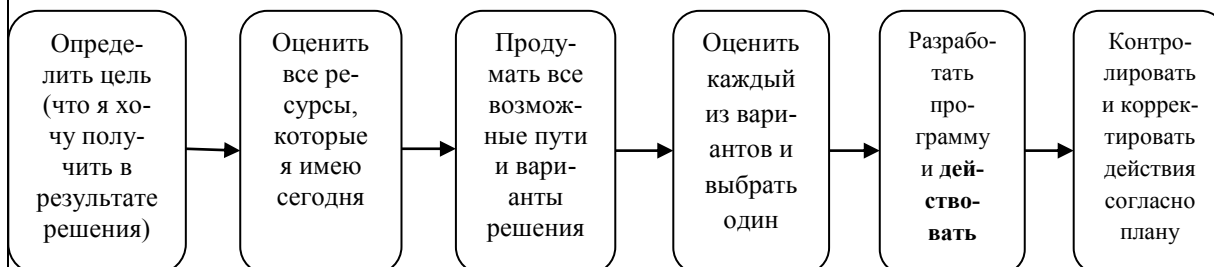 Опреде-
лить цель
(что я хо-
чу полу-
чить в
результате
решения)
Оценить
все ре-
сурсы,
которые
я имею
сегодня
Проду-
мать все
возмож-
ные пути
и вари-
анты
решения
Оценить
каждый
из вари-
антов и
выбрать
один
Разрабо-
тать
про-
грамму
и дей-
ство-
вать
Контро-
лировать
и коррек-
тировать
действия
согласно
плану